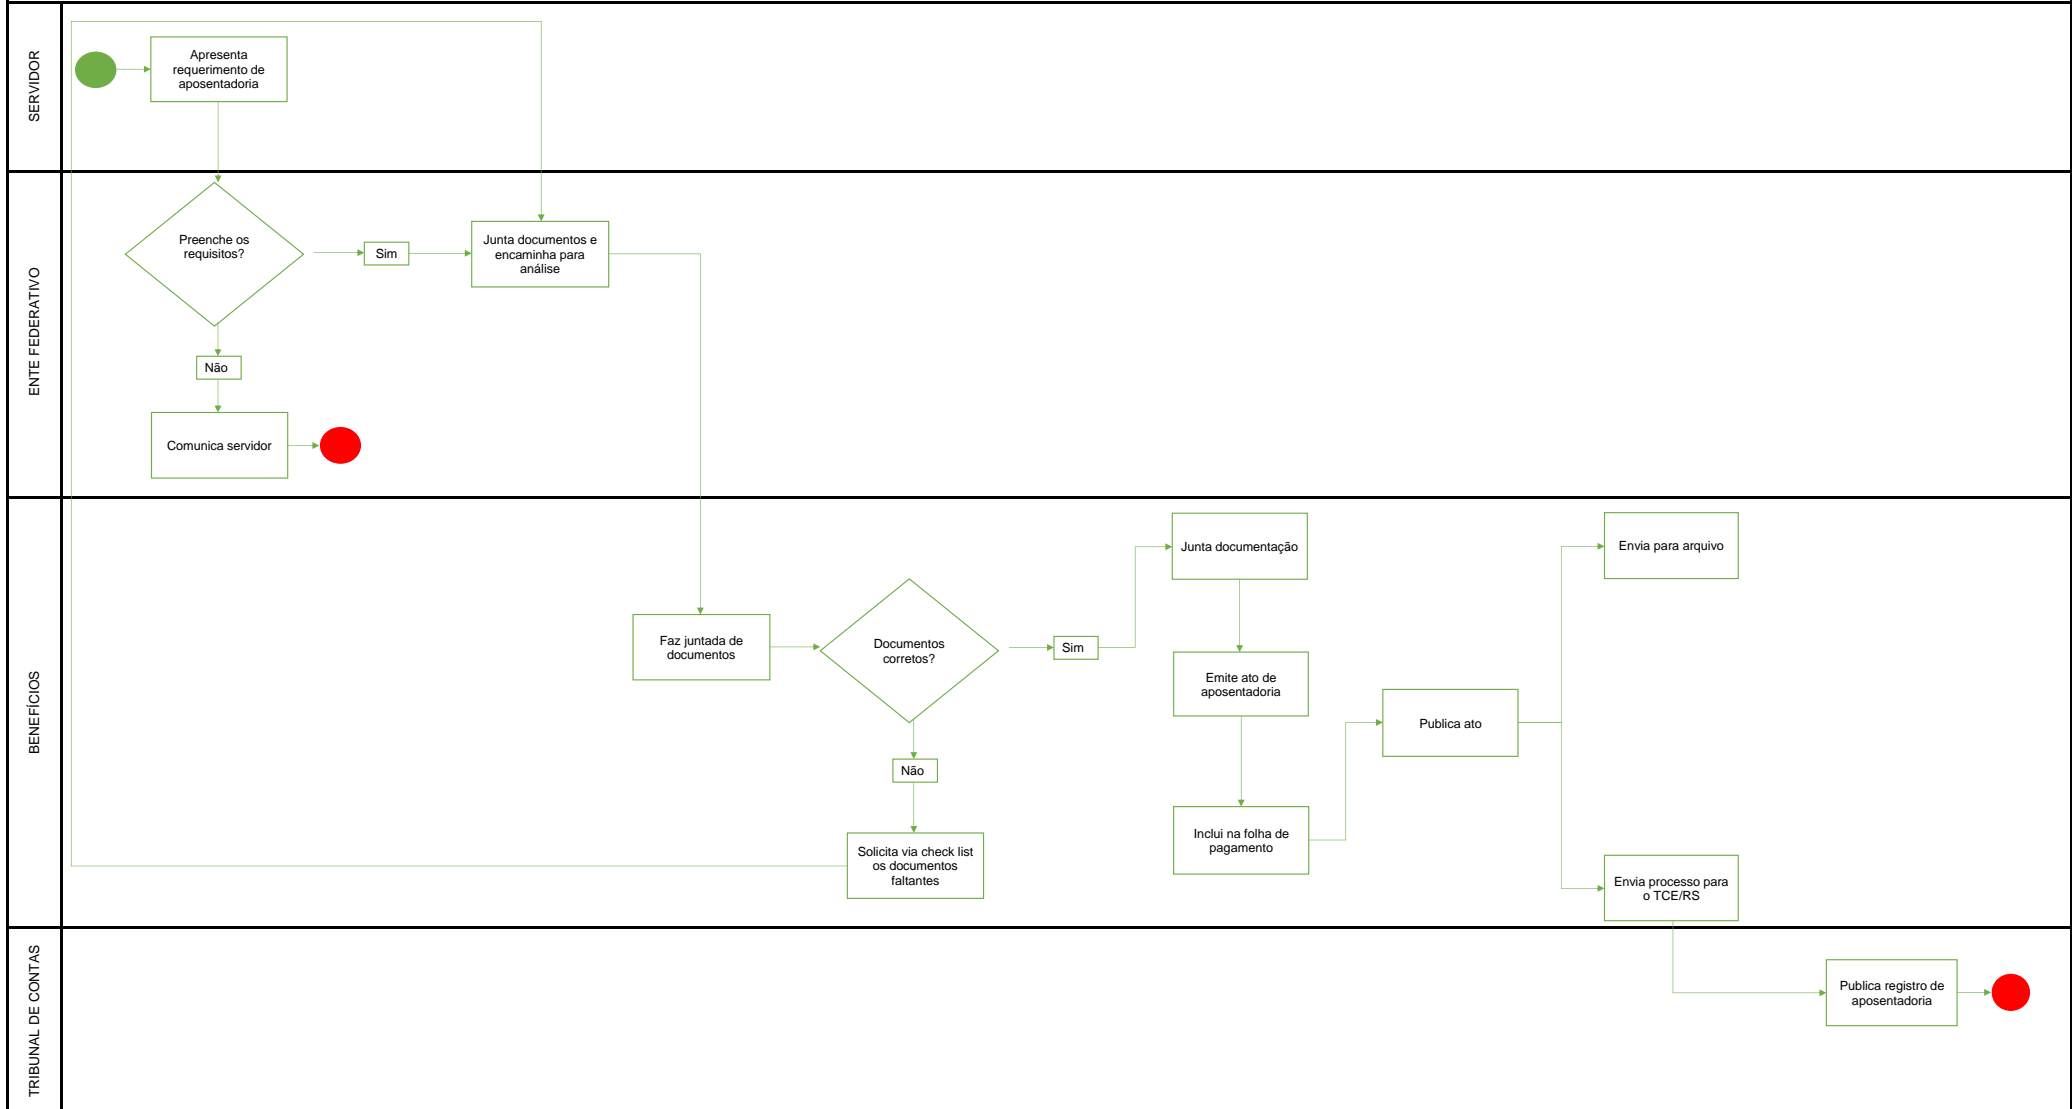 SERVIDOR
Apresenta
requerimento de
aposentadoria
ENTE FEDERATIVO
Preenche os
requisitos?
Sim
Junta documentos e
encaminha para
análise
Não
Comunica servidor
BENEFÍCIOS
Faz juntada de
documentos
Documentos
corretos?
Sim
Não
Solicita via check list
os documentos
faltantes
Junta documentação
Emite ato de
aposentadoria
Inclui na folha de
pagamento
Publica ato
Envia para arquivo
Envia processo para
o TCE/RS
TRIBUNAL DE CONTAS
Publica registro de
aposentadoria